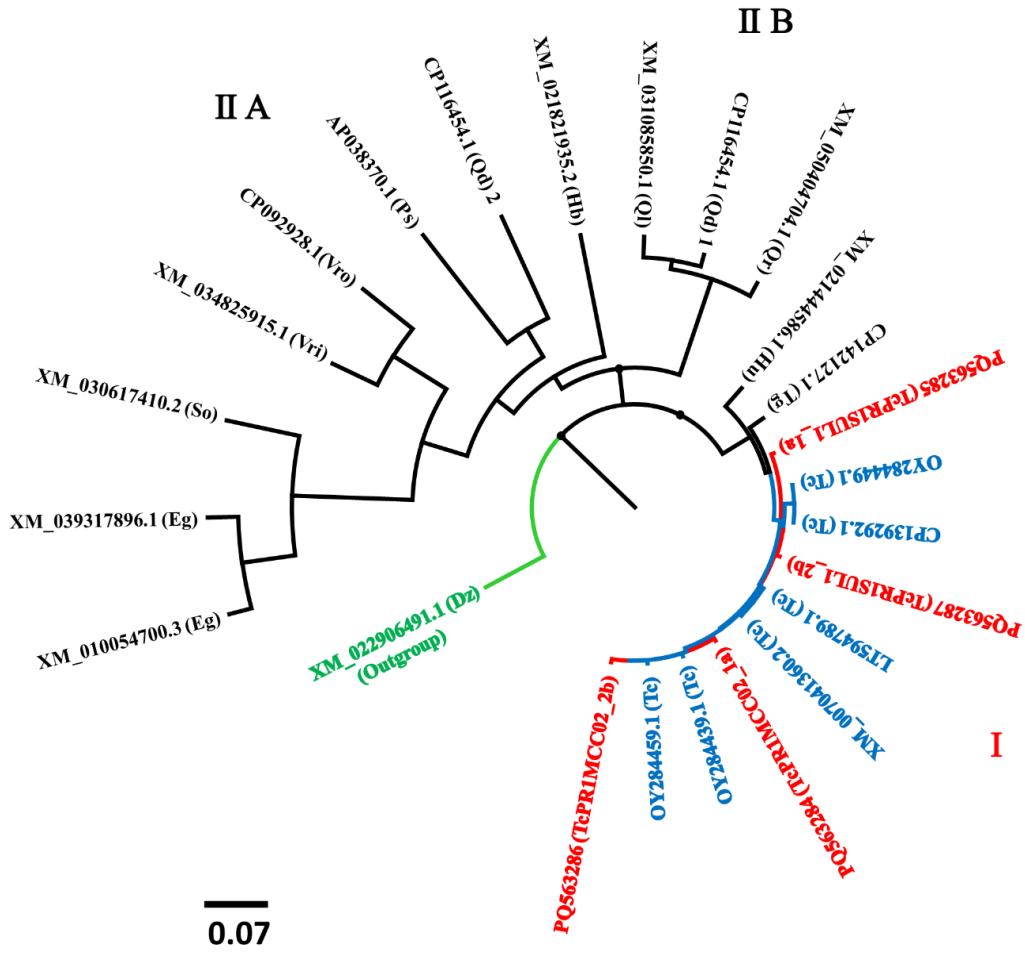 II B
II A
XM_021821935.2 (Hb)
XM_031085850.1 (Ql)
CP116454.1 (Qd) 1
XM_050404704.1 (Qr)
CP116454.1 (Qd) 2
AP038370.1 (Ps)
CP092928.1(Vro)
XM_034825915.1 (Vri)
XM_030617410.2 (So)
XM_039317896.1 (Eg)
XM_010054700.3 (Eg)
XM_022906491.1 (Dz)
(Outgroup)
XM_021444586.1 (Hu)
CP142127.1 (Tg)
PQ563285 (TcPR1SUL1_1a)
OY284449.1 (Tc)
CP139292.1 (Tc)
PQ563287 (TcPR1SUL1_2b)
LT594789.1 (Tc)
XM_007041360.2 (Tc)
PQ563284 (TcPR1MCC02_1a)
OY284439.1 (Tc)
OY284459.1 (Tc)
PQ563286 (TcPR1MCC02_2b)
I
0.07